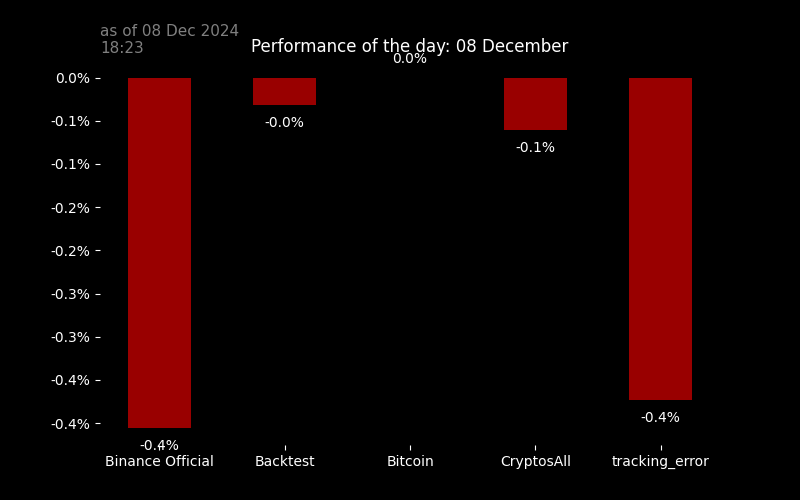 as of 08 Dec 2024
18:23
Performance of the day: 08 December
0.0%
0.0%
-0.1%
-0.0%
-0.1%
-0.1%
-0.2%
-0.2%
-0.3%
-0.3%
-0.4%
-0.4%
-0.4%
-0.4%
Binance Official
Backtest
Bitcoin
CryptosAll
tracking_error